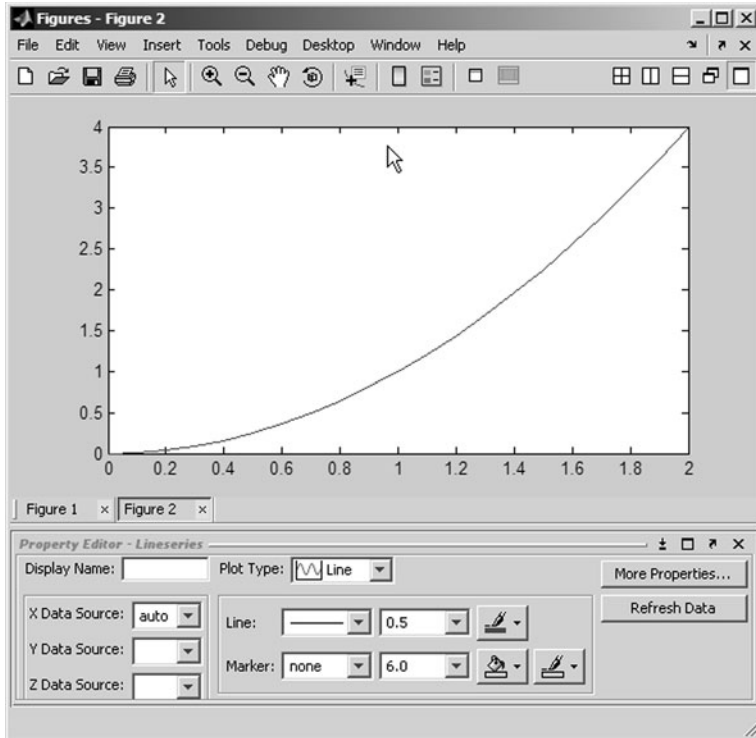 Figures - Figure 2
File Edit View Insert Tools Debug Desktop Window Help
4
3.5
3
2.5
2
1.5
1
0.5
0
0 0.2 0.4 0.6 0.8 1 1.2 1.4 1.6 1.8 2
Figure 1 × Figure 2 ×
Property Editor - Lineseries
Display Name: Plot Type: Line More Properties...
X Data Source: auto Line: 0.5 Refresh Data
Y Data Source:
Marker: none 6.0
Z Data Source: